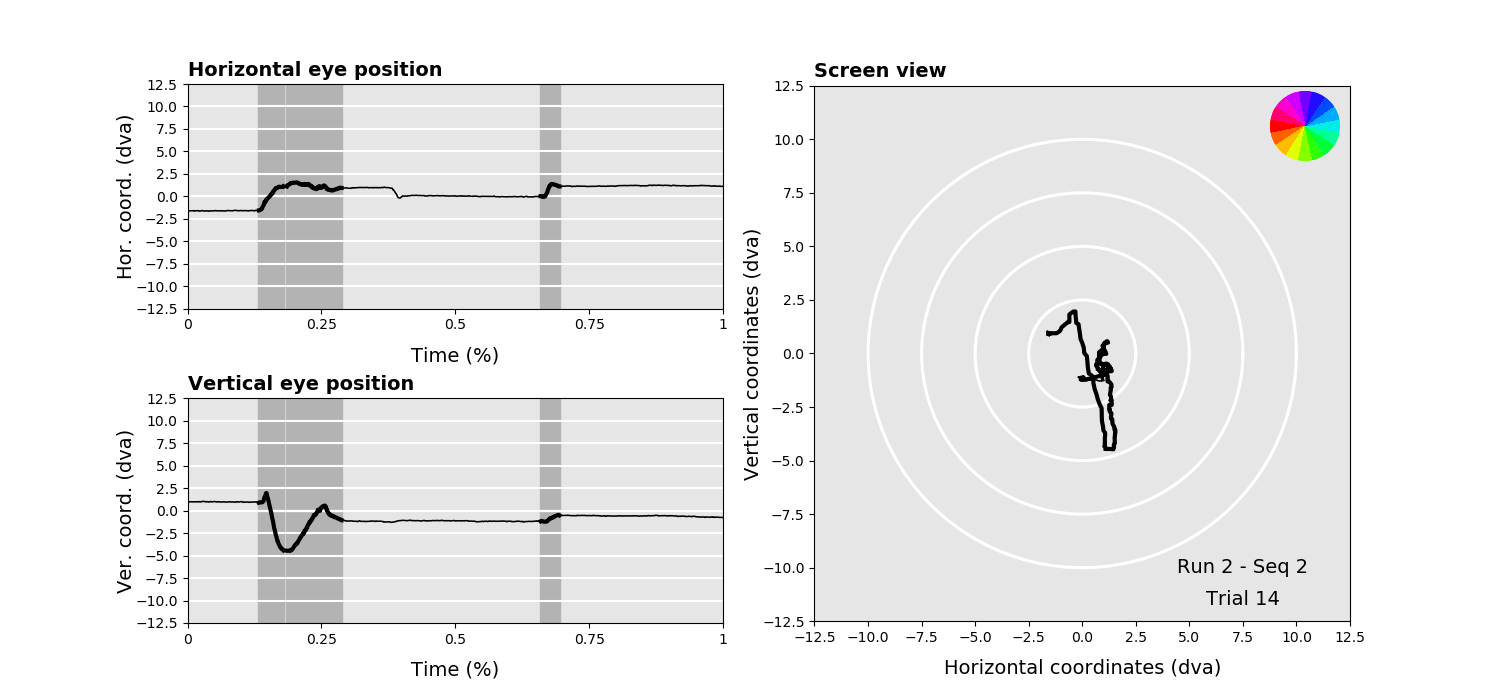 Horizontal eye position
12.5
10.0
7.5
5.0
2.5
0.0
−2.5
−5.0
−7.5
−10.0
−12.5
Hor. coord. (dva)
0 0.25 0.5 0.75 1
Time (%)
Vertical eye position
12.5
10.0
7.5
5.0
2.5
0.0
−2.5
−5.0
−7.5
−10.0
−12.5
Ver. coord. (dva)
0 0.25 0.5 0.75 1
Time (%)
Screen view
12.5
10.0
7.5
5.0
2.5
0.0
−2.5
−5.0
−7.5
−10.0
−12.5
Vertical coordinates (dva)
Run 2 - Seq 2
Trial 14
−12.5 −10.0 −7.5 −5.0 −2.5 0.0 2.5 5.0 7.5 10.0 12.5
Horizontal coordinates (dva)